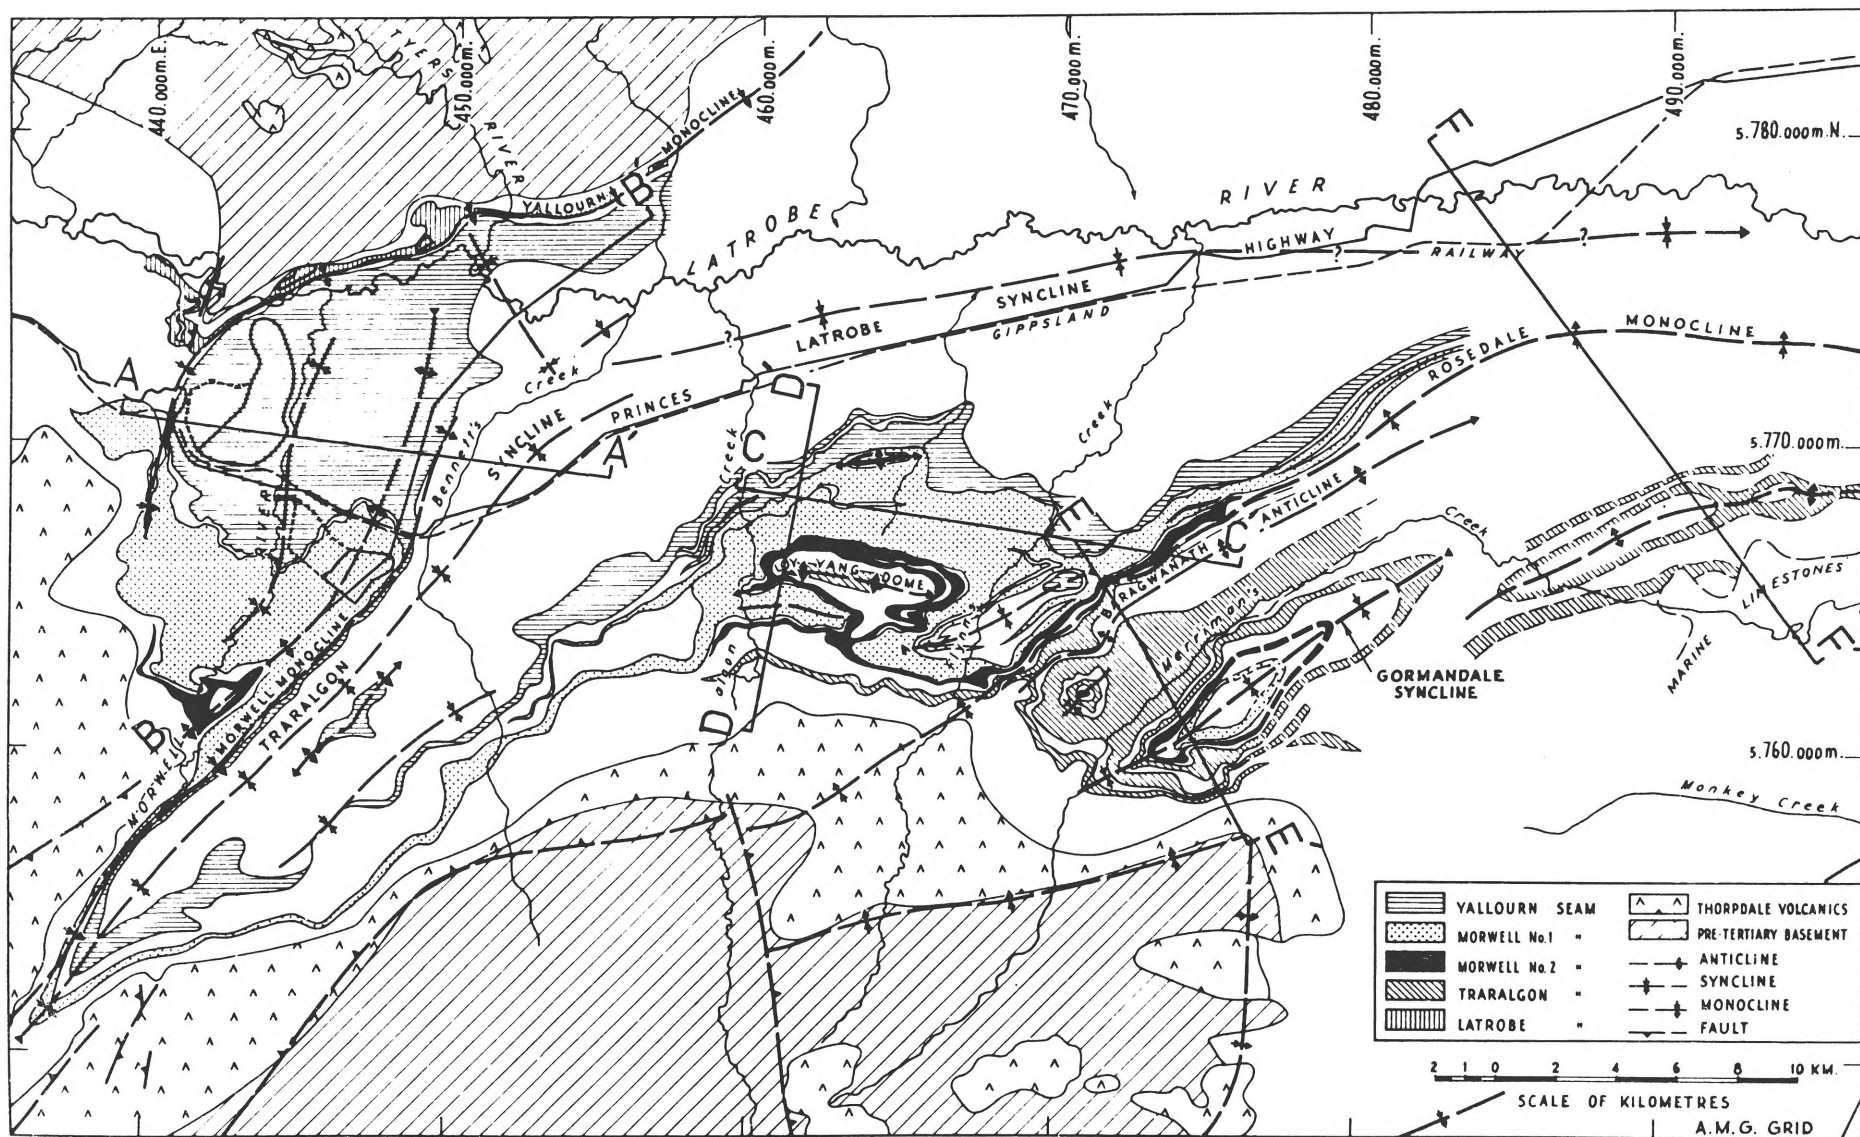 440.000m.E.
450.000m.
460.000m.
470.000m.
480.000m.
490.000m.
5.780.000m.N.
5.770.000m.
5.760.000m.
TYERS
RIVER
YALLOURN
MONOCLINE
B'
LATROBE
RIVER
HIGHWAY
?
RAILWAY
?
SYNCLINE
LATROBE
GIPPSLAND
?
PRINCES
SYNCLINE
Creek
Bennett's
A
A'
RIVER
Creek
C
D'
Creek
ROSEDALE
MONOCLINE
F
F'
ANTICLINE
BARAGWANATH
C'
E
LOY YANG DOME
Flynns
Merriman's
Creek
GORMANDALE
SYNCLINE
MARINE
LIMESTONES
B
MORWELL
MORWELL MONOCLINE
TRARALGON
D
E'
Monkey Creek
YALLOURN SEAM
MORWELL No.1 "
MORWELL No.2 "
TRARALGON "
LATROBE "
THORPDALE VOLCANICS
PRE-TERTIARY BASEMENT
ANTICLINE
SYNCLINE
MONOCLINE
FAULT
2 1 0 2 4 6 8 10 KM.
SCALE OF KILOMETRES
A.M.G. GRID